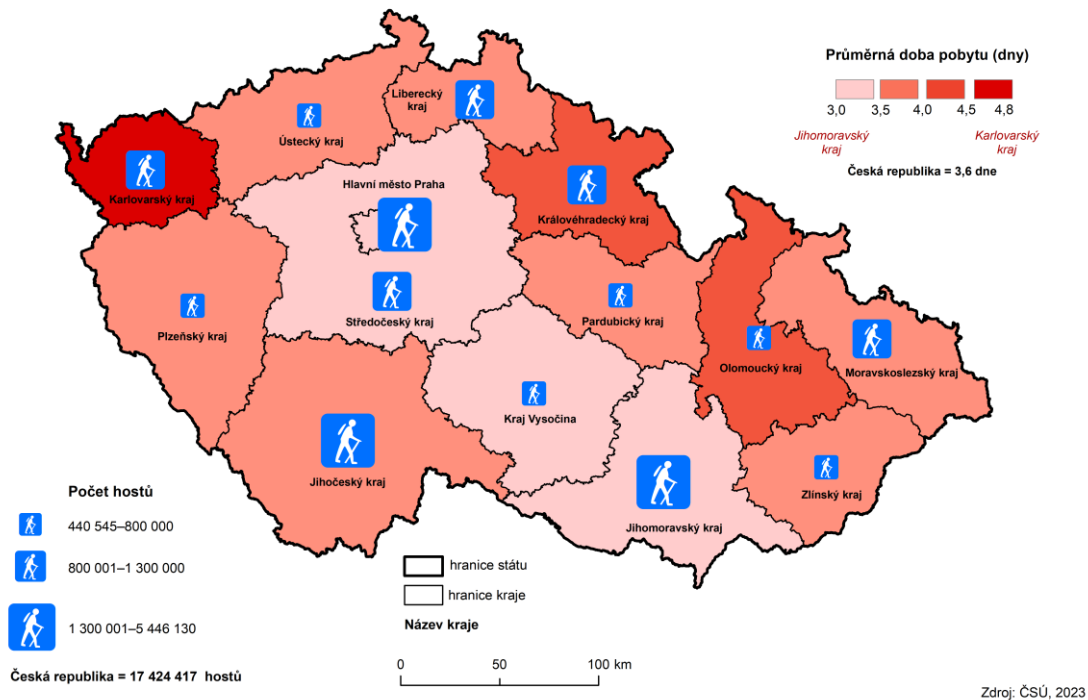 Průměrná doba pobytu (dny)
3,0 3,5 4,0 4,5 4,8
Jihomoravský
kraj
Karlovarský
kraj
Česká republika = 3,6 dne
Liberecký
kraj
Ústecký kraj
Karlovarský kraj
Hlavní město Praha
Královéhradecký kraj
Středočeský kraj
Pardubický kraj
Plzeňský kraj
Olomoucký kraj
Moravskoslezský kraj
Kraj Vysočina
Jihočeský kraj
Zlínský kraj
Jihomoravský kraj
Počet hostů
440 545–800 000
800 001–1 300 000
1 300 001–5 446 130
Česká republika = 17 424 417 hostů
hranice státu
hranice kraje
Název kraje
0 50 100 km
Zdroj: ČSÚ, 2023